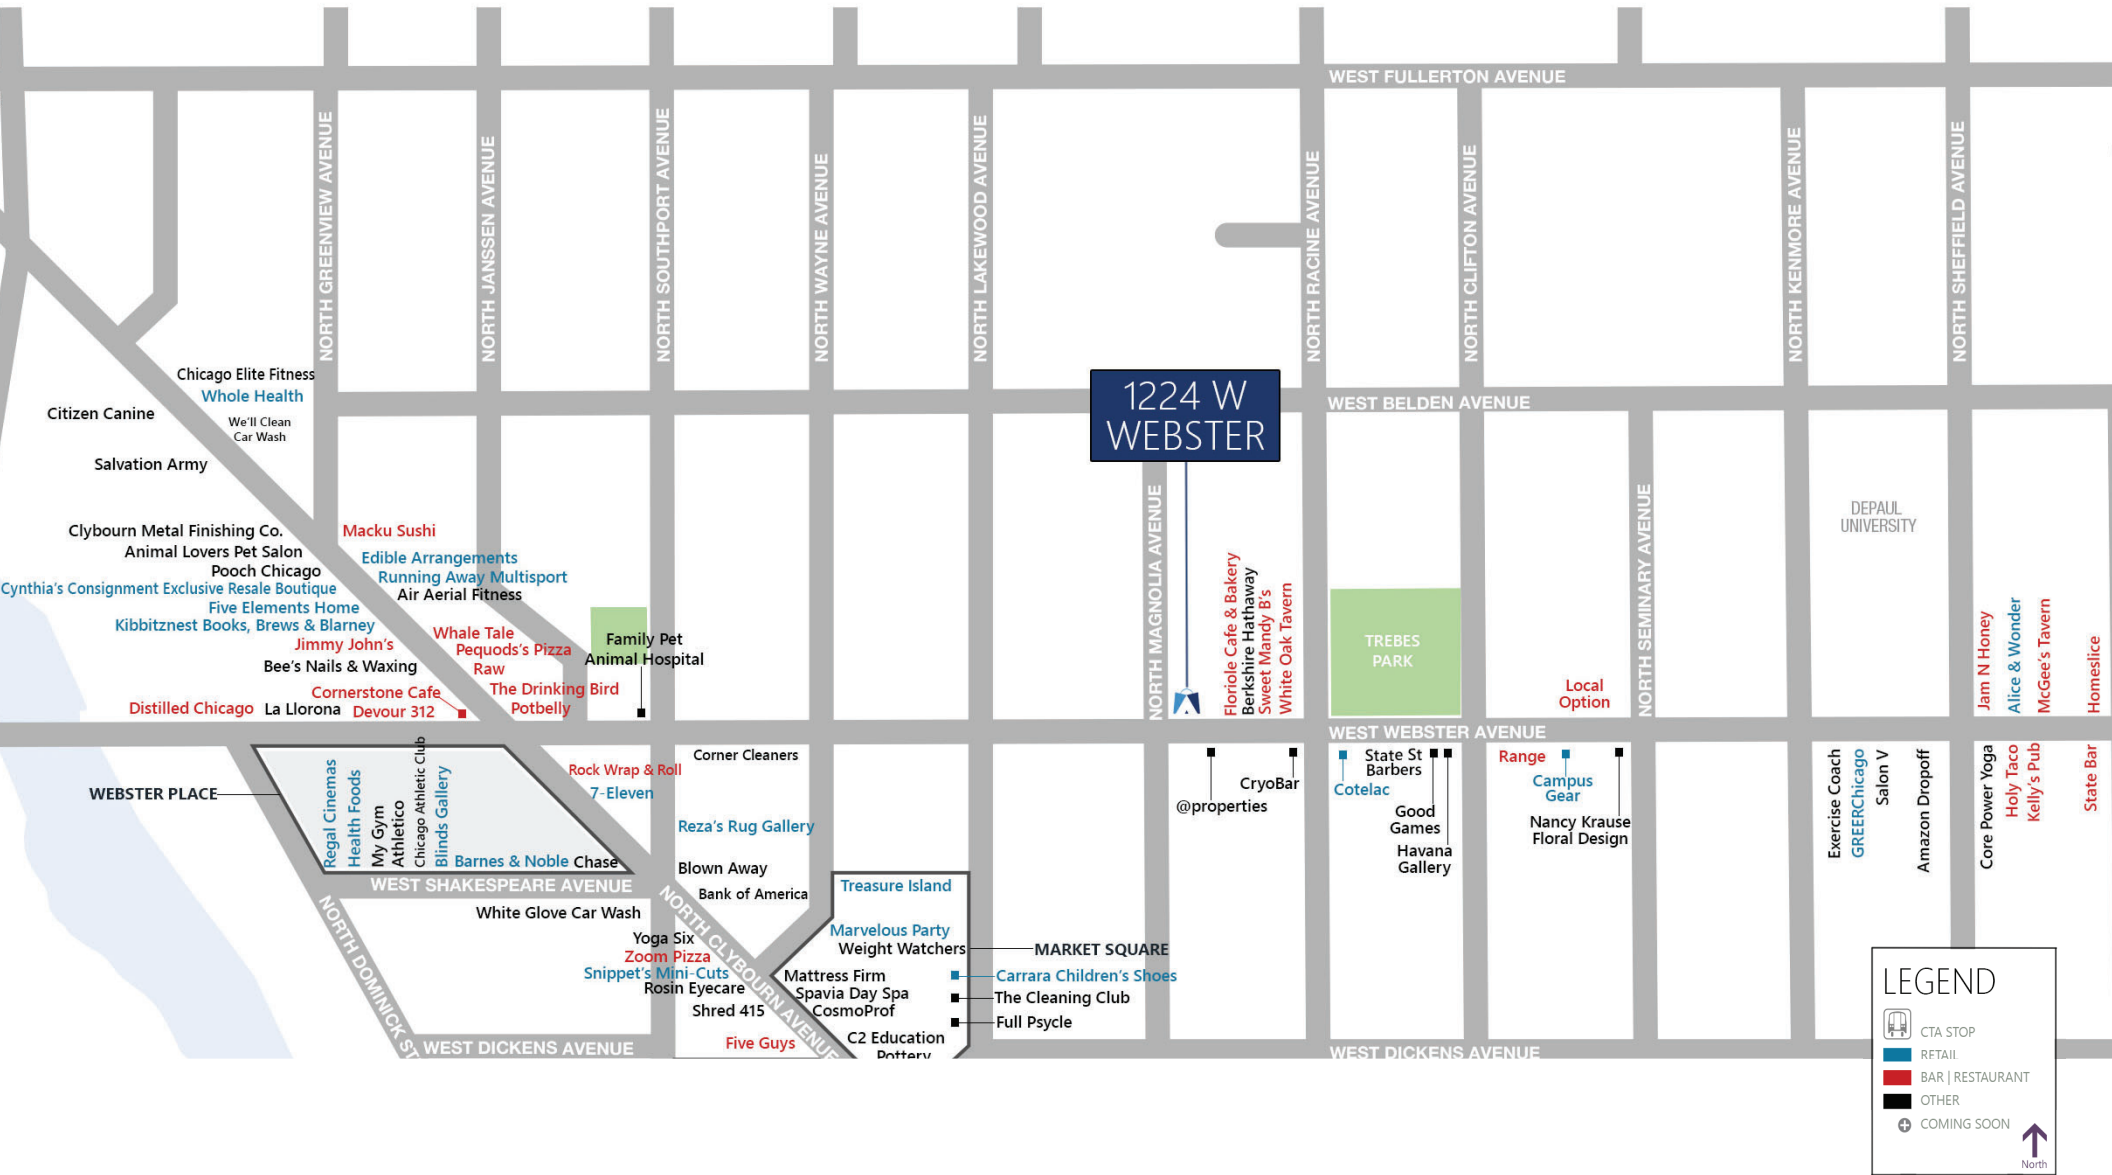 WEST FULLERTON AVENUE
NORTH GREENVIEW AVENUE
NORTH JANSSEN AVENUE
NORTH SOUTHPORT AVENUE
NORTH WAYNE AVENUE
NORTH LAKEWOOD AVENUE
NORTH RACINE AVENUE
NORTH CLIFTON AVENUE
NORTH KENMORE AVENUE
NORTH SHEFFIELD AVENUE
Chicago Elite Fitness
Whole Health
We'll Clean
Car Wash
Citizen Canine
Salvation Army
1224 W
WEBSTER
WEST BELDEN AVENUE
NORTH MAGNOLIA AVENUE
NORTH SEMINARY AVENUE
DEPAUL
UNIVERSITY
Clybourn Metal Finishing Co.
Animal Lovers Pet Salon
Pooch Chicago
Cynthia's Consignment Exclusive Resale Boutique
Five Elements Home
Kibbitznest Books, Brews & Blarney
Jimmy John's
Bee's Nails & Waxing
Cornerstone Cafe
Distilled Chicago
La Llorona
Devour 312
Macku Sushi
Edible Arrangements
Running Away Multisport
Air Aerial Fitness
Whale Tale
Pequods's Pizza
Raw
The Drinking Bird
Potbelly
Family Pet
Animal Hospital
Floriole Cafe & Bakery
Berkshire Hathaway
Sweet Mandy B's
White Oak Tavern
TREBES
PARK
Local
Option
Jam N Honey
Alice & Wonder
McGee's Tavern
Homeslice
WEST WEBSTER AVENUE
WEBSTER PLACE
Regal Cinemas
Health Foods
My Gym
Athletico
Chicago Athletic Club
Blinds Gallery
Barnes & Noble
Chase
Rock Wrap & Roll
7-Eleven
Corner Cleaners
Reza's Rug Gallery
Blown Away
Bank of America
@properties
CryoBar
Cotelac
State St
Barbers
Good
Games
Havana
Gallery
Range
Campus
Gear
Nancy Krause
Floral Design
Exercise Coach
GREERChicago
Salon V
Amazon Dropoff
Core Power Yoga
Holy Taco
Kelly's Pub
State Bar
WEST SHAKESPEARE AVENUE
NORTH DOMINICK ST
NORTH CLYBOURN AVENUE
White Glove Car Wash
Yoga Six
Zoom Pizza
Snippet's Mini-Cuts
Rosin Eyecare
Shred 415
Five Guys
Treasure Island
Marvelous Party
Weight Watchers
MARKET SQUARE
Mattress Firm
Spavia Day Spa
CosmoProf
C2 Education
Pottery
Carrara Children's Shoes
The Cleaning Club
Full Psycle
WEST DICKENS AVENUE
WEST DICKENS AVENUE
LEGEND
CTA STOP
RETAIL
BAR | RESTAURANT
OTHER
COMING SOON
North